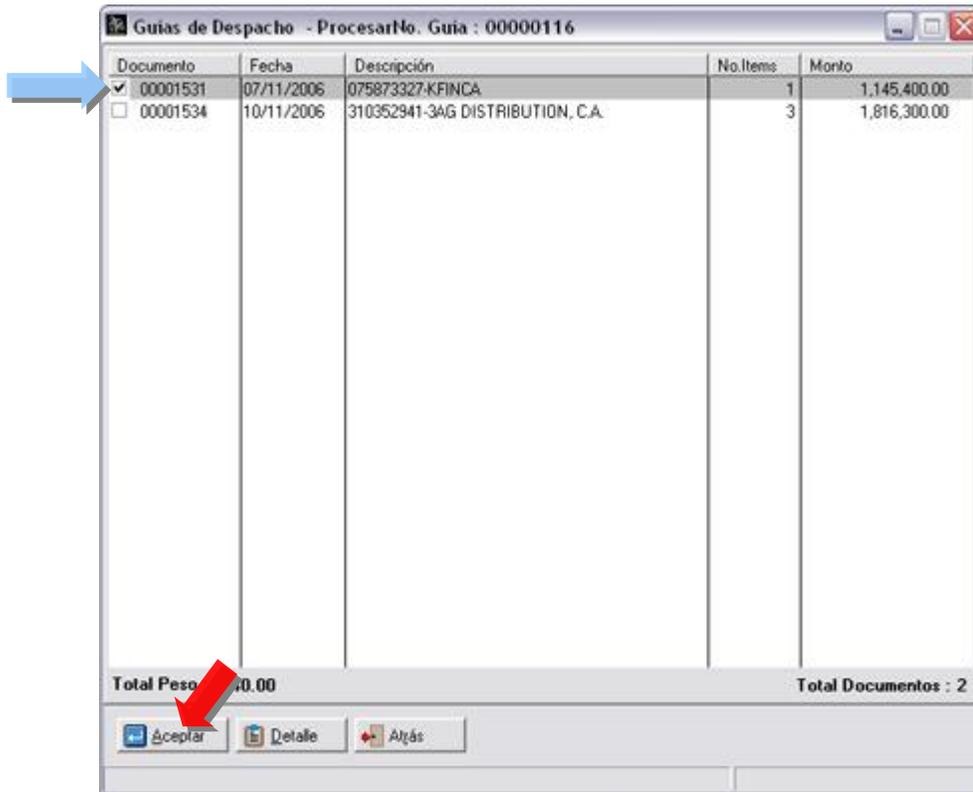 Guias de Despacho - ProcesarNo. Guia : 00000116
Documento Fecha Descripción No.Items Monto
00001531 07/11/2006 075873327-KFINCA 1 1,145,400.00
00001534 10/11/2006 310352941-3AG DISTRIBUTION, C.A. 3 1,816,300.00
Total Peso 0.00 Total Documentos : 2
Aceptar Detalle Atrás